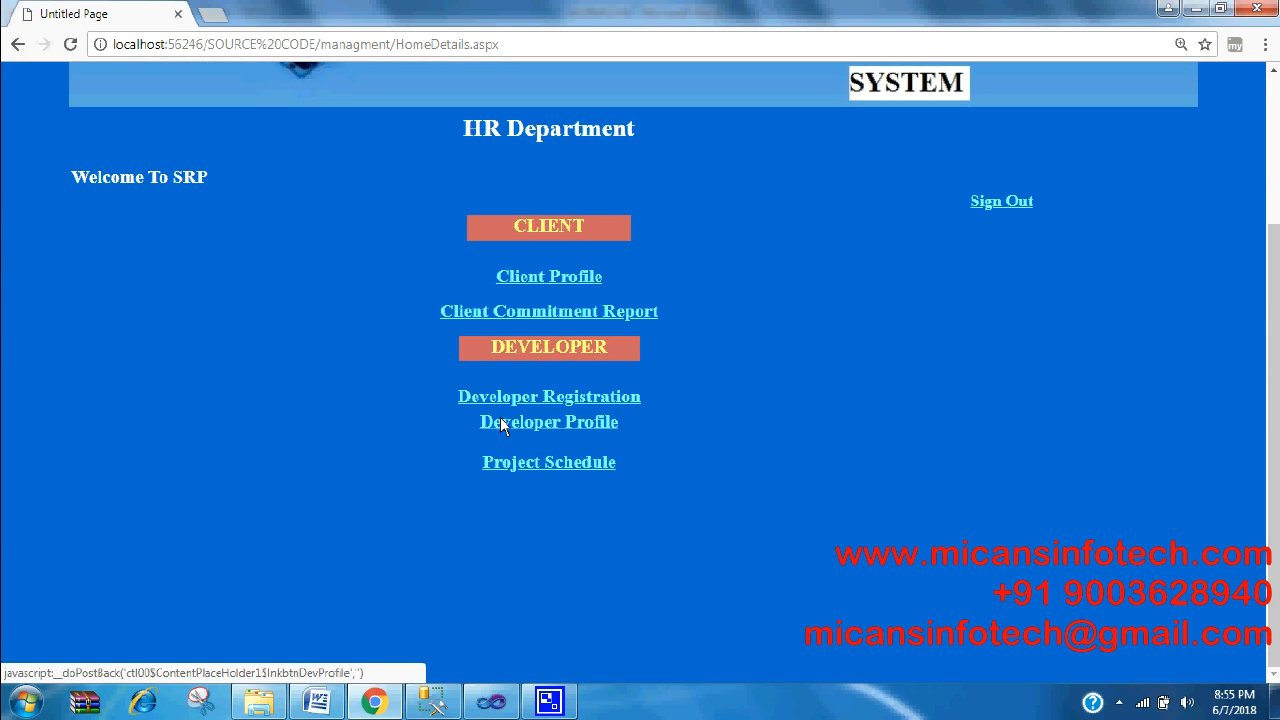 Untitled Page
localhost:56246/SOURCE%20CODE/managment/HomeDetails.aspx
my
SYSTEM
HR Department
Welcome To SRP
Sign Out
CLIENT
Client Profile
Client Commitment Report
DEVELOPER
Developer Registration
Developer Profile
Project Schedule
www.micansinfotech.com
+91 9003628940
micansinfotech@gmail.com
javascript:__doPostBack('ctl00$ContentPlaceHolder1$lnkbtnDevProfile','')
8:55 PM
6/7/2018